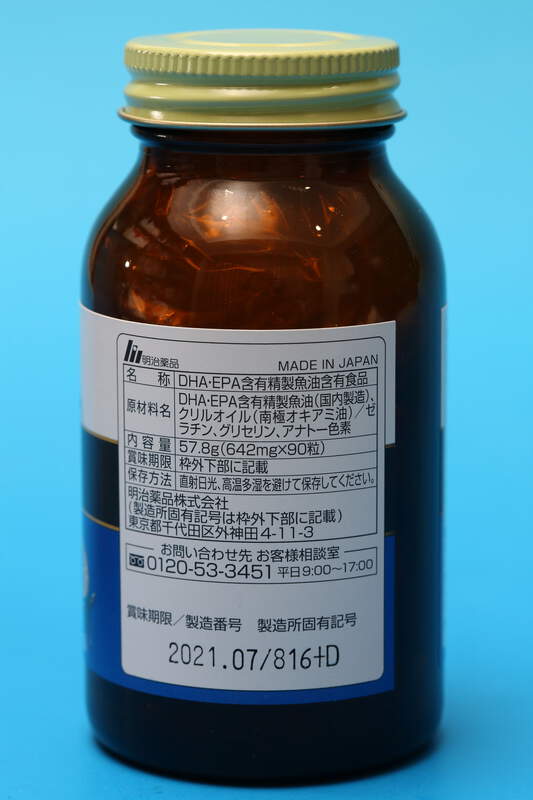 明治薬品
MADE IN JAPAN
名 称 DHA・EPA含有精製魚油含有食品
原材料名 DHA・EPA含有精製魚油(国内製造)、
クリルオイル(南極オキアミ油)/ゼ
ラチン、グリセリン、アナトー色素
内容量 57.8g(642mg×90粒)
賞味期限 枠外下部に記載
保存方法 直射日光、高温多湿を避けて保存してください。
明治薬品株式会社
(製造所固有記号は枠外下部に記載)
東京都千代田区外神田4-11-3
お問い合わせ先 お客様相談室
0120-53-3451 平日9:00~17:00
賞味期限/製造番号 製造所固有記号
2021.07/816+D